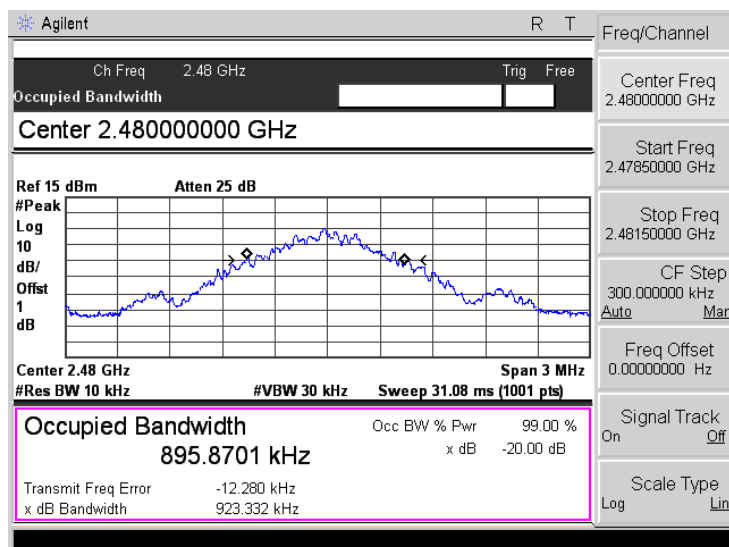 Agilent R T
Ch Freq 2.48 GHz Trig Free
Occupied Bandwidth
Center 2.480000000 GHz
Ref 15 dBm Atten 25 dB
#Peak
Log
10
dB/
Offst
1
dB
Center 2.48 GHz Span 3 MHz
#Res BW 10 kHz #VBW 30 kHz Sweep 31.08 ms (1001 pts)
Occupied Bandwidth Occ BW % Pwr 99.00 %
895.8701 kHz x dB -20.00 dB
Transmit Freq Error -12.280 kHz
x dB Bandwidth 923.332 kHz
Freq/Channel
Center Freq
2.48000000 GHz
Start Freq
2.47850000 GHz
Stop Freq
2.48150000 GHz
CF Step
300.000000 kHz
Auto Man
Freq Offset
0.00000000 Hz
Signal Track
On Off
Scale Type
Log Lin